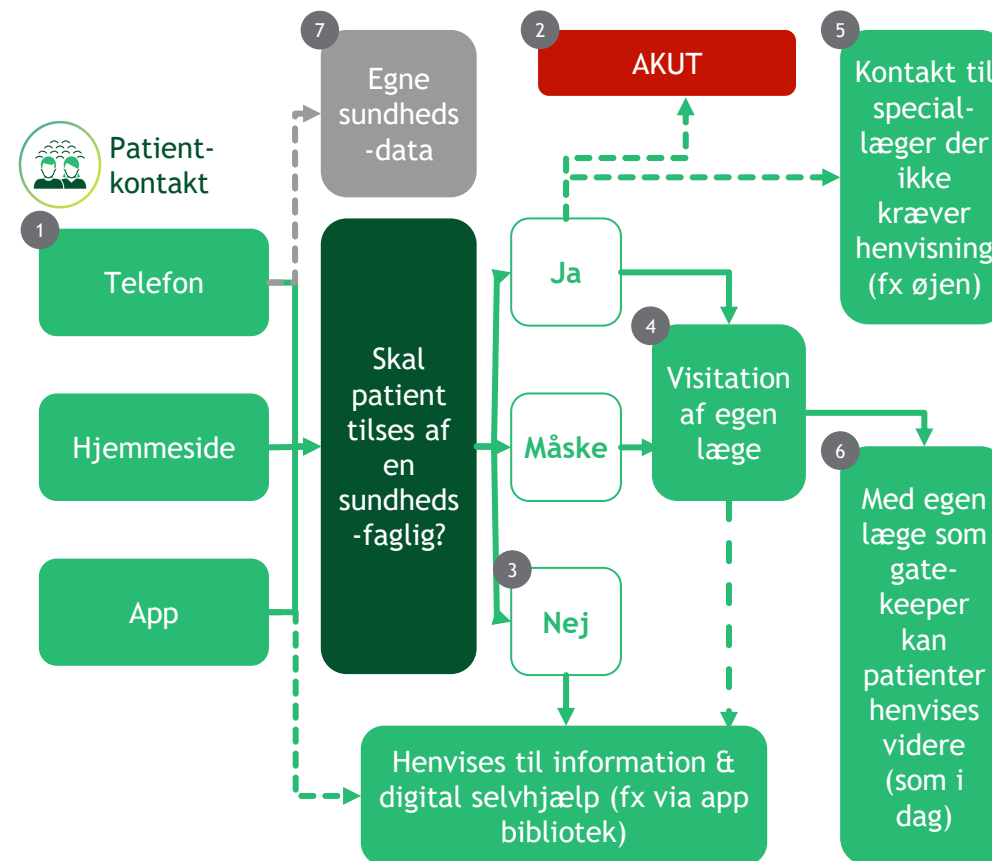 Patient-
kontakt
1
Telefon
Hjemmeside
App
7
Egne
sundheds
-data
Skal
patient
tilses af
en
sundheds
-faglig?
2
AKUT
Ja
Måske
3
Nej
4
Visitation
af egen
læge
5
Kontakt til
special-
læger der
ikke
kræver
henvisning
(fx øjen)
6
Med egen
læge som
gate-
keeper
kan
patienter
henvises
videre
(som i
dag)
Henvises til information &
digital selvhjælp (fx via app
bibliotek)